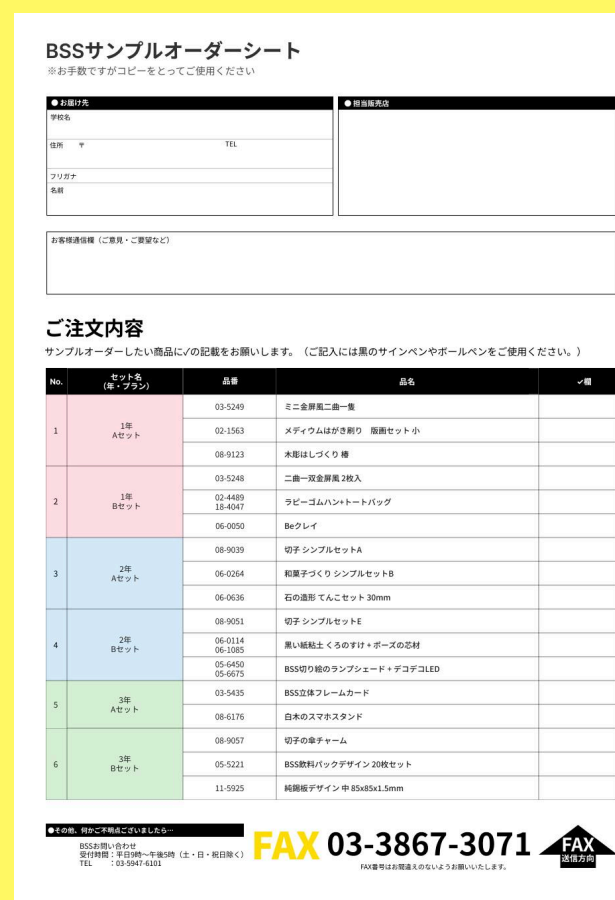 BSSサンプルオーダーシート
※お手数ですがコピーをとってご使用ください
●お届け先
学校名
住所 〒 TEL
フリガナ
名前
●担当販売店
お客様通信欄（ご意見・ご要望など）
ご注文内容
サンプルオーダーしたい商品に✓の記載をお願いします。（ご記入には黒のサインペンやボールペンをご使用ください。）
No. セット名（年・プラン） 品番 品名 ✓欄
1 1年 Aセット
03-5249 ミニ金屏風二曲一隻
02-1563 メディウムはがき刷り 版画セット 小
08-9123 木彫はしづくり 椿
2 1年 Bセット
03-5248 二曲一双金屏風 2枚入
02-4489 18-4047 ラピーゴムハン+トートバッグ
06-0050 Beクレイ
3 2年 Aセット
08-9039 切子 シンプルセットA
06-0264 和菓子づくり シンプルセットB
06-0636 石の造形 てんこセット 30mm
4 2年 Bセット
08-9051 切子 シンプルセットE
06-0114 06-1085 黒い紙粘土 くろのすけ + ポーズの芯材
05-6450 05-6675 BSS切り絵のランプシェード + デコデコLED
5 3年 Aセット
03-5435 BSS立体フレームカード
08-6176 白木のスマホスタンド
6 3年 Bセット
08-9057 切子の傘チャーム
05-5221 BSS飲料パックデザイン 20枚セット
11-5925 純錫板デザイン 中 85x85x1.5mm
●その他、何かご不明点ございましたら…
BSSお問い合わせ
受付時間：平日9時〜午後5時（土・日・祝日除く）
TEL ：03-5947-6101
FAX 03-3867-3071
FAX番号はお間違えのないようお願いいたします。
FAX
送信方向